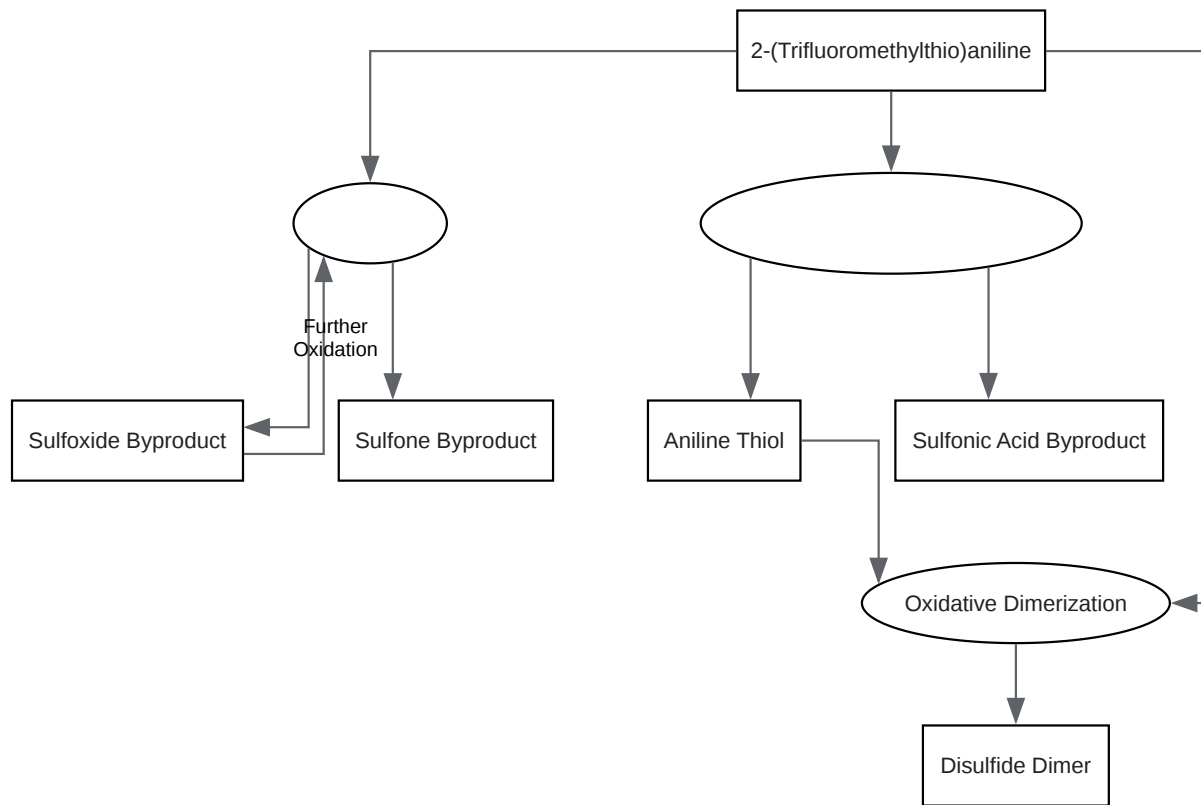 2-(Trifluoromethylthio)aniline
Further
Oxidation
Sulfoxide Byproduct
Sulfone Byproduct
Aniline Thiol
Sulfonic Acid Byproduct
Oxidative Dimerization
Disulfide Dimer